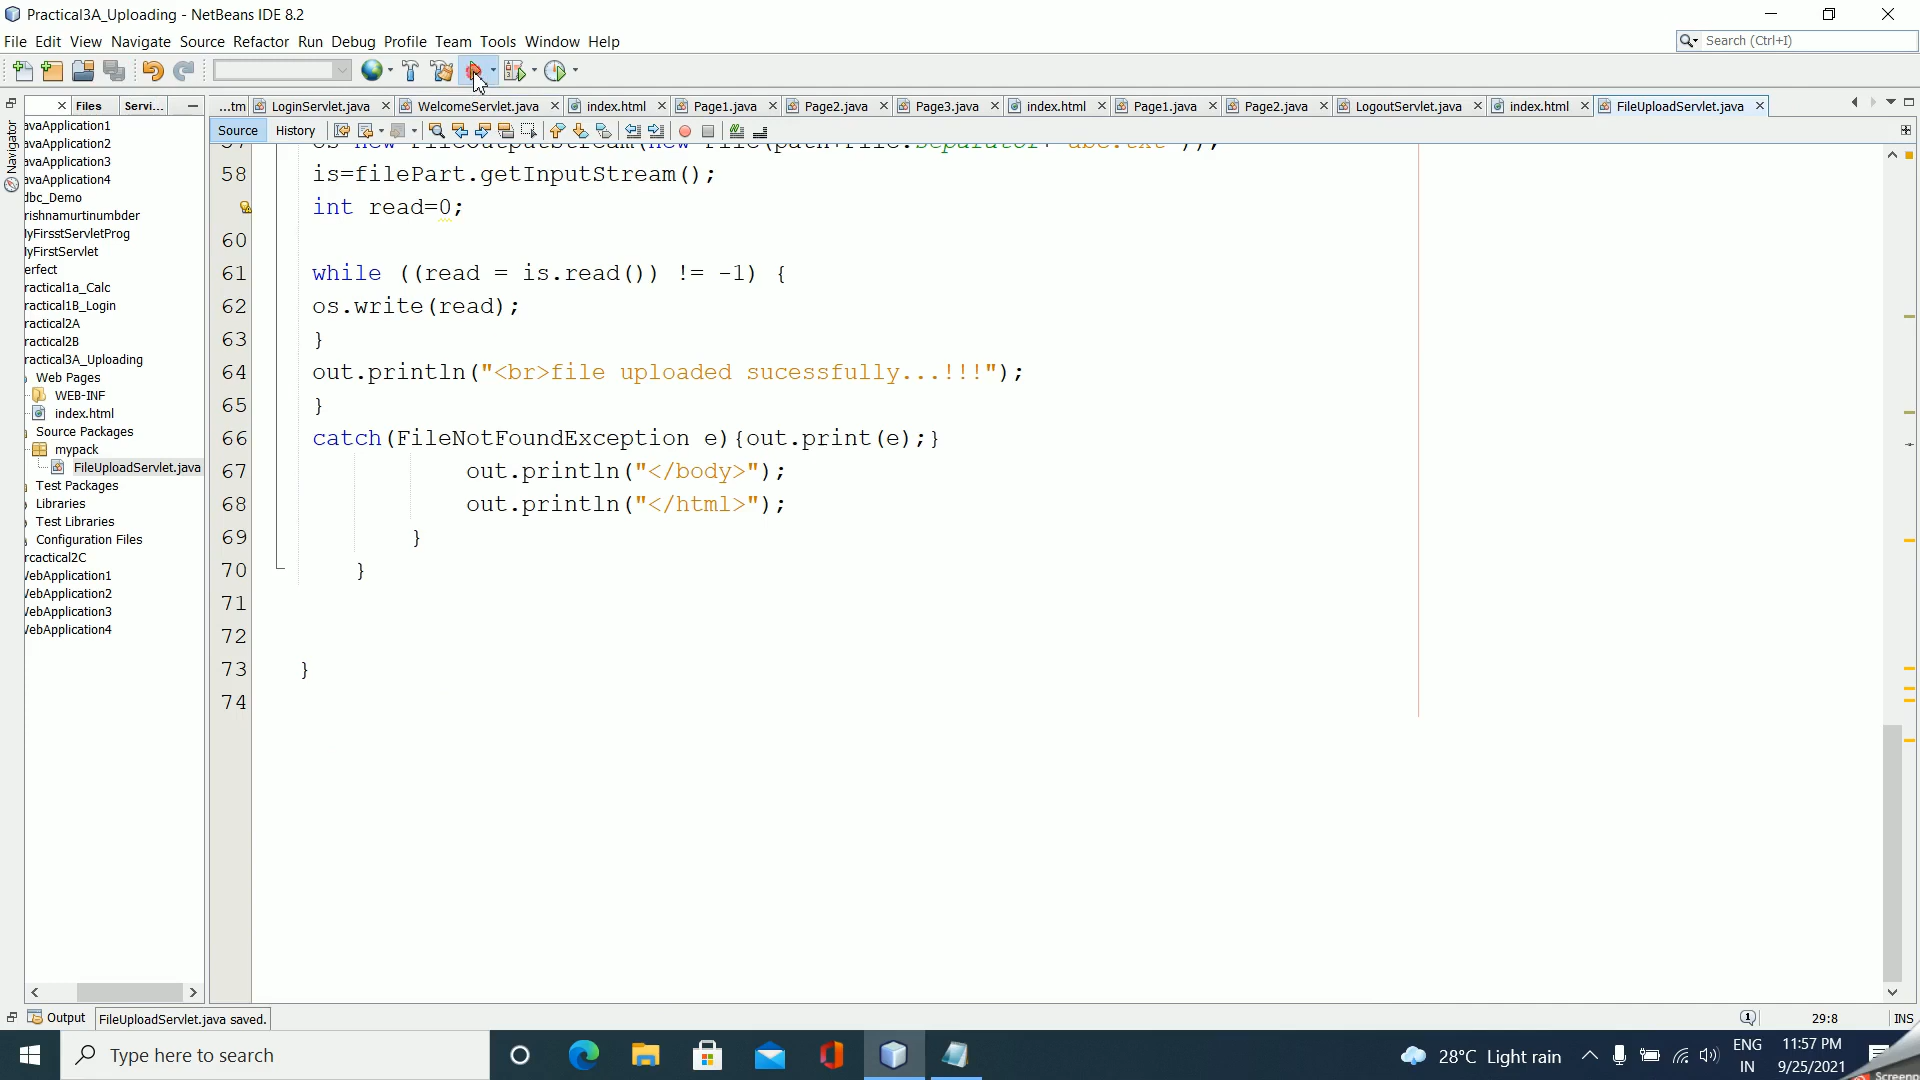 Practical3A_Uploading - NetBeans IDE 8.2
File Edit View Navigate Source Refactor Run Debug Profile Team Tools Window Help
Search (Ctrl+I)
Files Servi...
...tm LoginServlet.java WelcomeServlet.java index.html Page1.java Page2.java Page3.java index.html Page1.java Page2.java LogoutServlet.java index.html FileUploadServlet.java
Source History
Navigator
avaApplication1
avaApplication2
avaApplication3
avaApplication4
dbc_Demo
rishnamurtinumbder
lyFirsstServletProg
lyFirstServlet
erfect
ractical1a_Calc
ractical1B_Login
ractical2A
ractical2B
ractical3A_Uploading
Web Pages
WEB-INF
index.html
Source Packages
mypack
FileUploadServlet.java
Test Packages
Libraries
Test Libraries
Configuration Files
rcactical2C
VebApplication1
VebApplication2
VebApplication3
VebApplication4
58 is=filePart.getInputStream();
int read=0;
60
61 while ((read = is.read()) != -1) {
62 os.write(read);
63 }
64 out.println("<br>file uploaded sucessfully...!!!");
65 }
66 catch(FileNotFoundException e){out.print(e);}
67 out.println("</body>");
68 out.println("</html>");
69 }
70 }
71
72
73 }
74
Output FileUploadServlet.java saved.
1 29:8 INS
Type here to search
28°C Light rain
ENG
IN
11:57 PM
9/25/2021